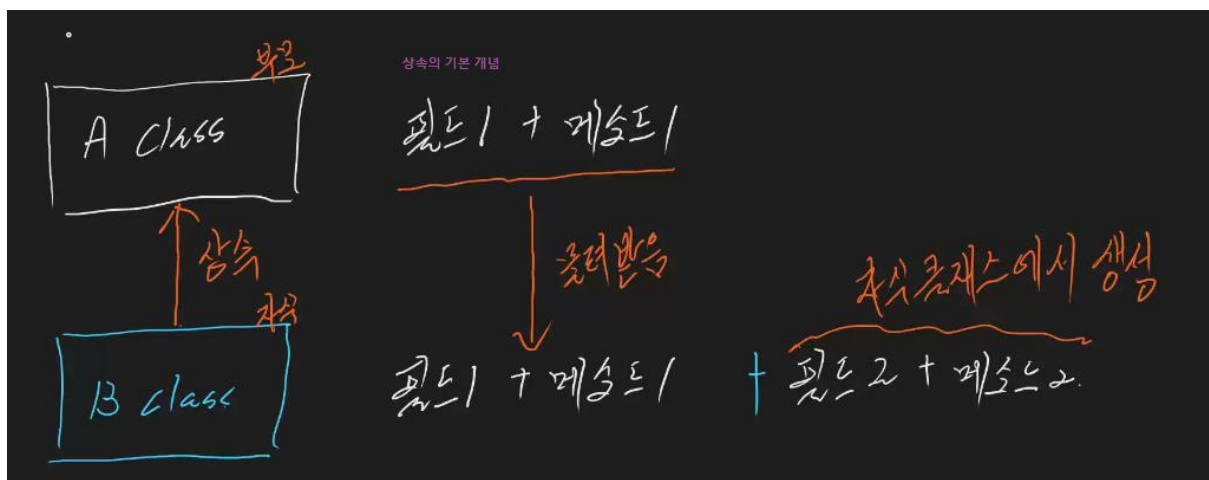 부모
상속의 기본 개념
A Class
필드1 + 메소드1
상속
물려받음
자식클래스에서 생성
자식
B class
필드1 + 메소드1 + 필드2 + 메소드2.